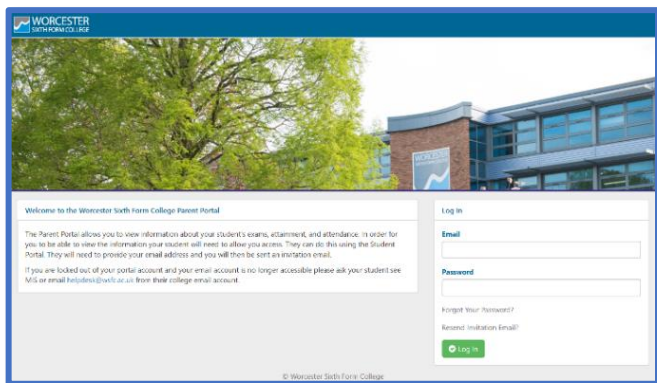 WORCESTER
SIXTH FORM COLLEGE
WORCESTER
Welcome to the Worcester Sixth Form College Parent Portal
The Parent Portal allows you to view information about your student's exams, attainment, and attendance. In order for
you to be able to view the information your student will need to allow you access. They can do this using the Student
Portal. They will need to provide your email address and you will then be sent an invitation email.
If you are locked out of your portal account and your email account is no longer accessible please ask your student see
MIS or email helpdesk@wsfc.ac.uk from their college email account.
Log In
Email
Password
Forgot Your Password?
Resend Invitation Email?
Log In
© Worcester Sixth Form College